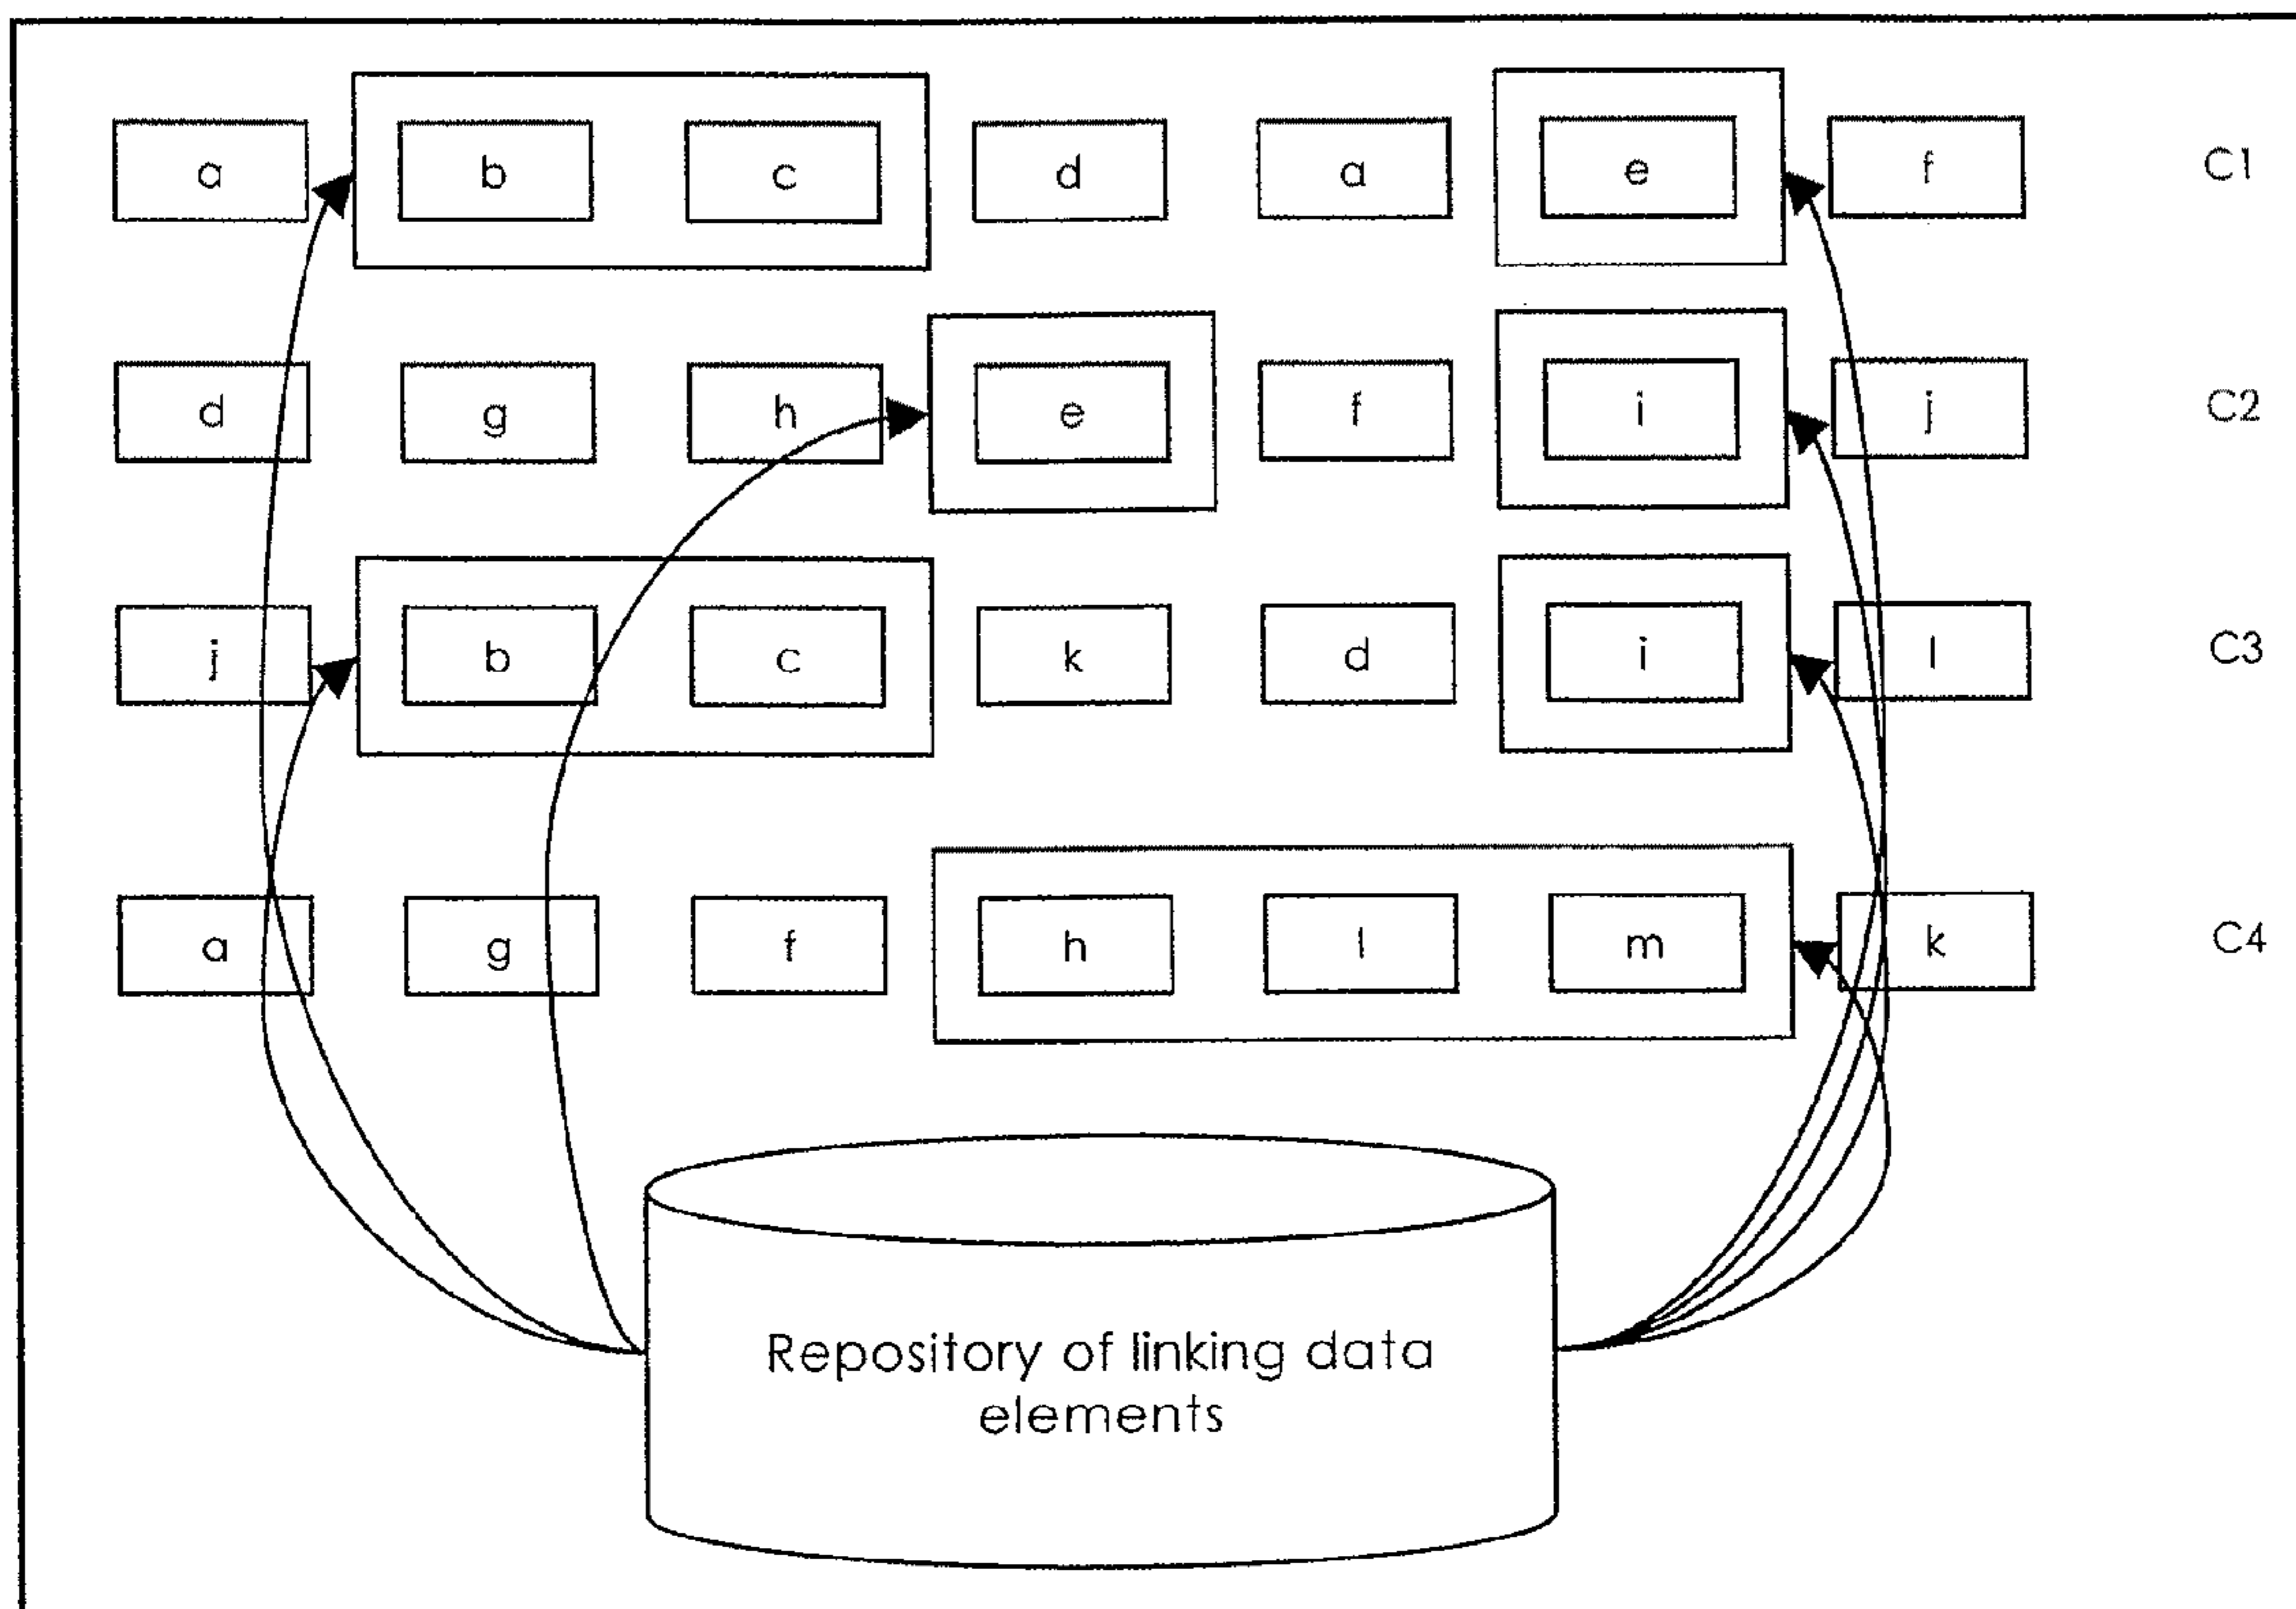 a b c d a e f C1
d g h e f i j C2
j b c k d i l C3
a g f h l m k C4
Repository of linking data
elements